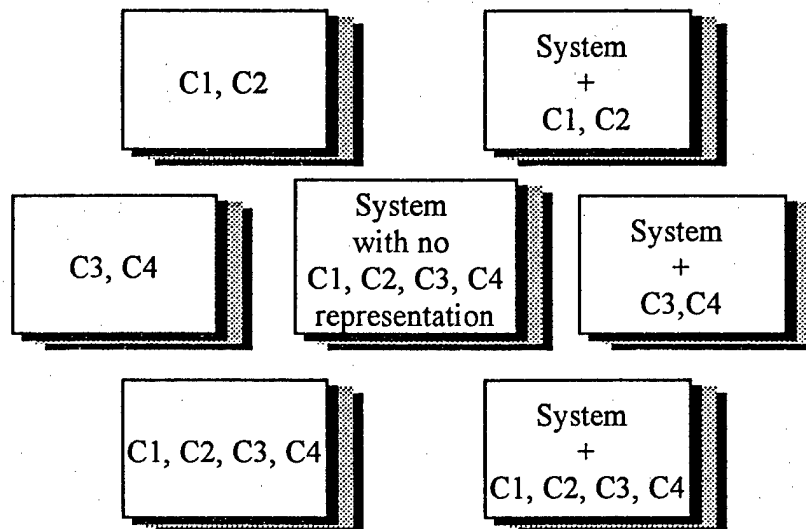 C1, C2
System
+
C1, C2
C3, C4
System
with no
C1, C2, C3, C4
representation
System
+
C3,C4
C1, C2, C3, C4
System
+
C1, C2, C3, C4